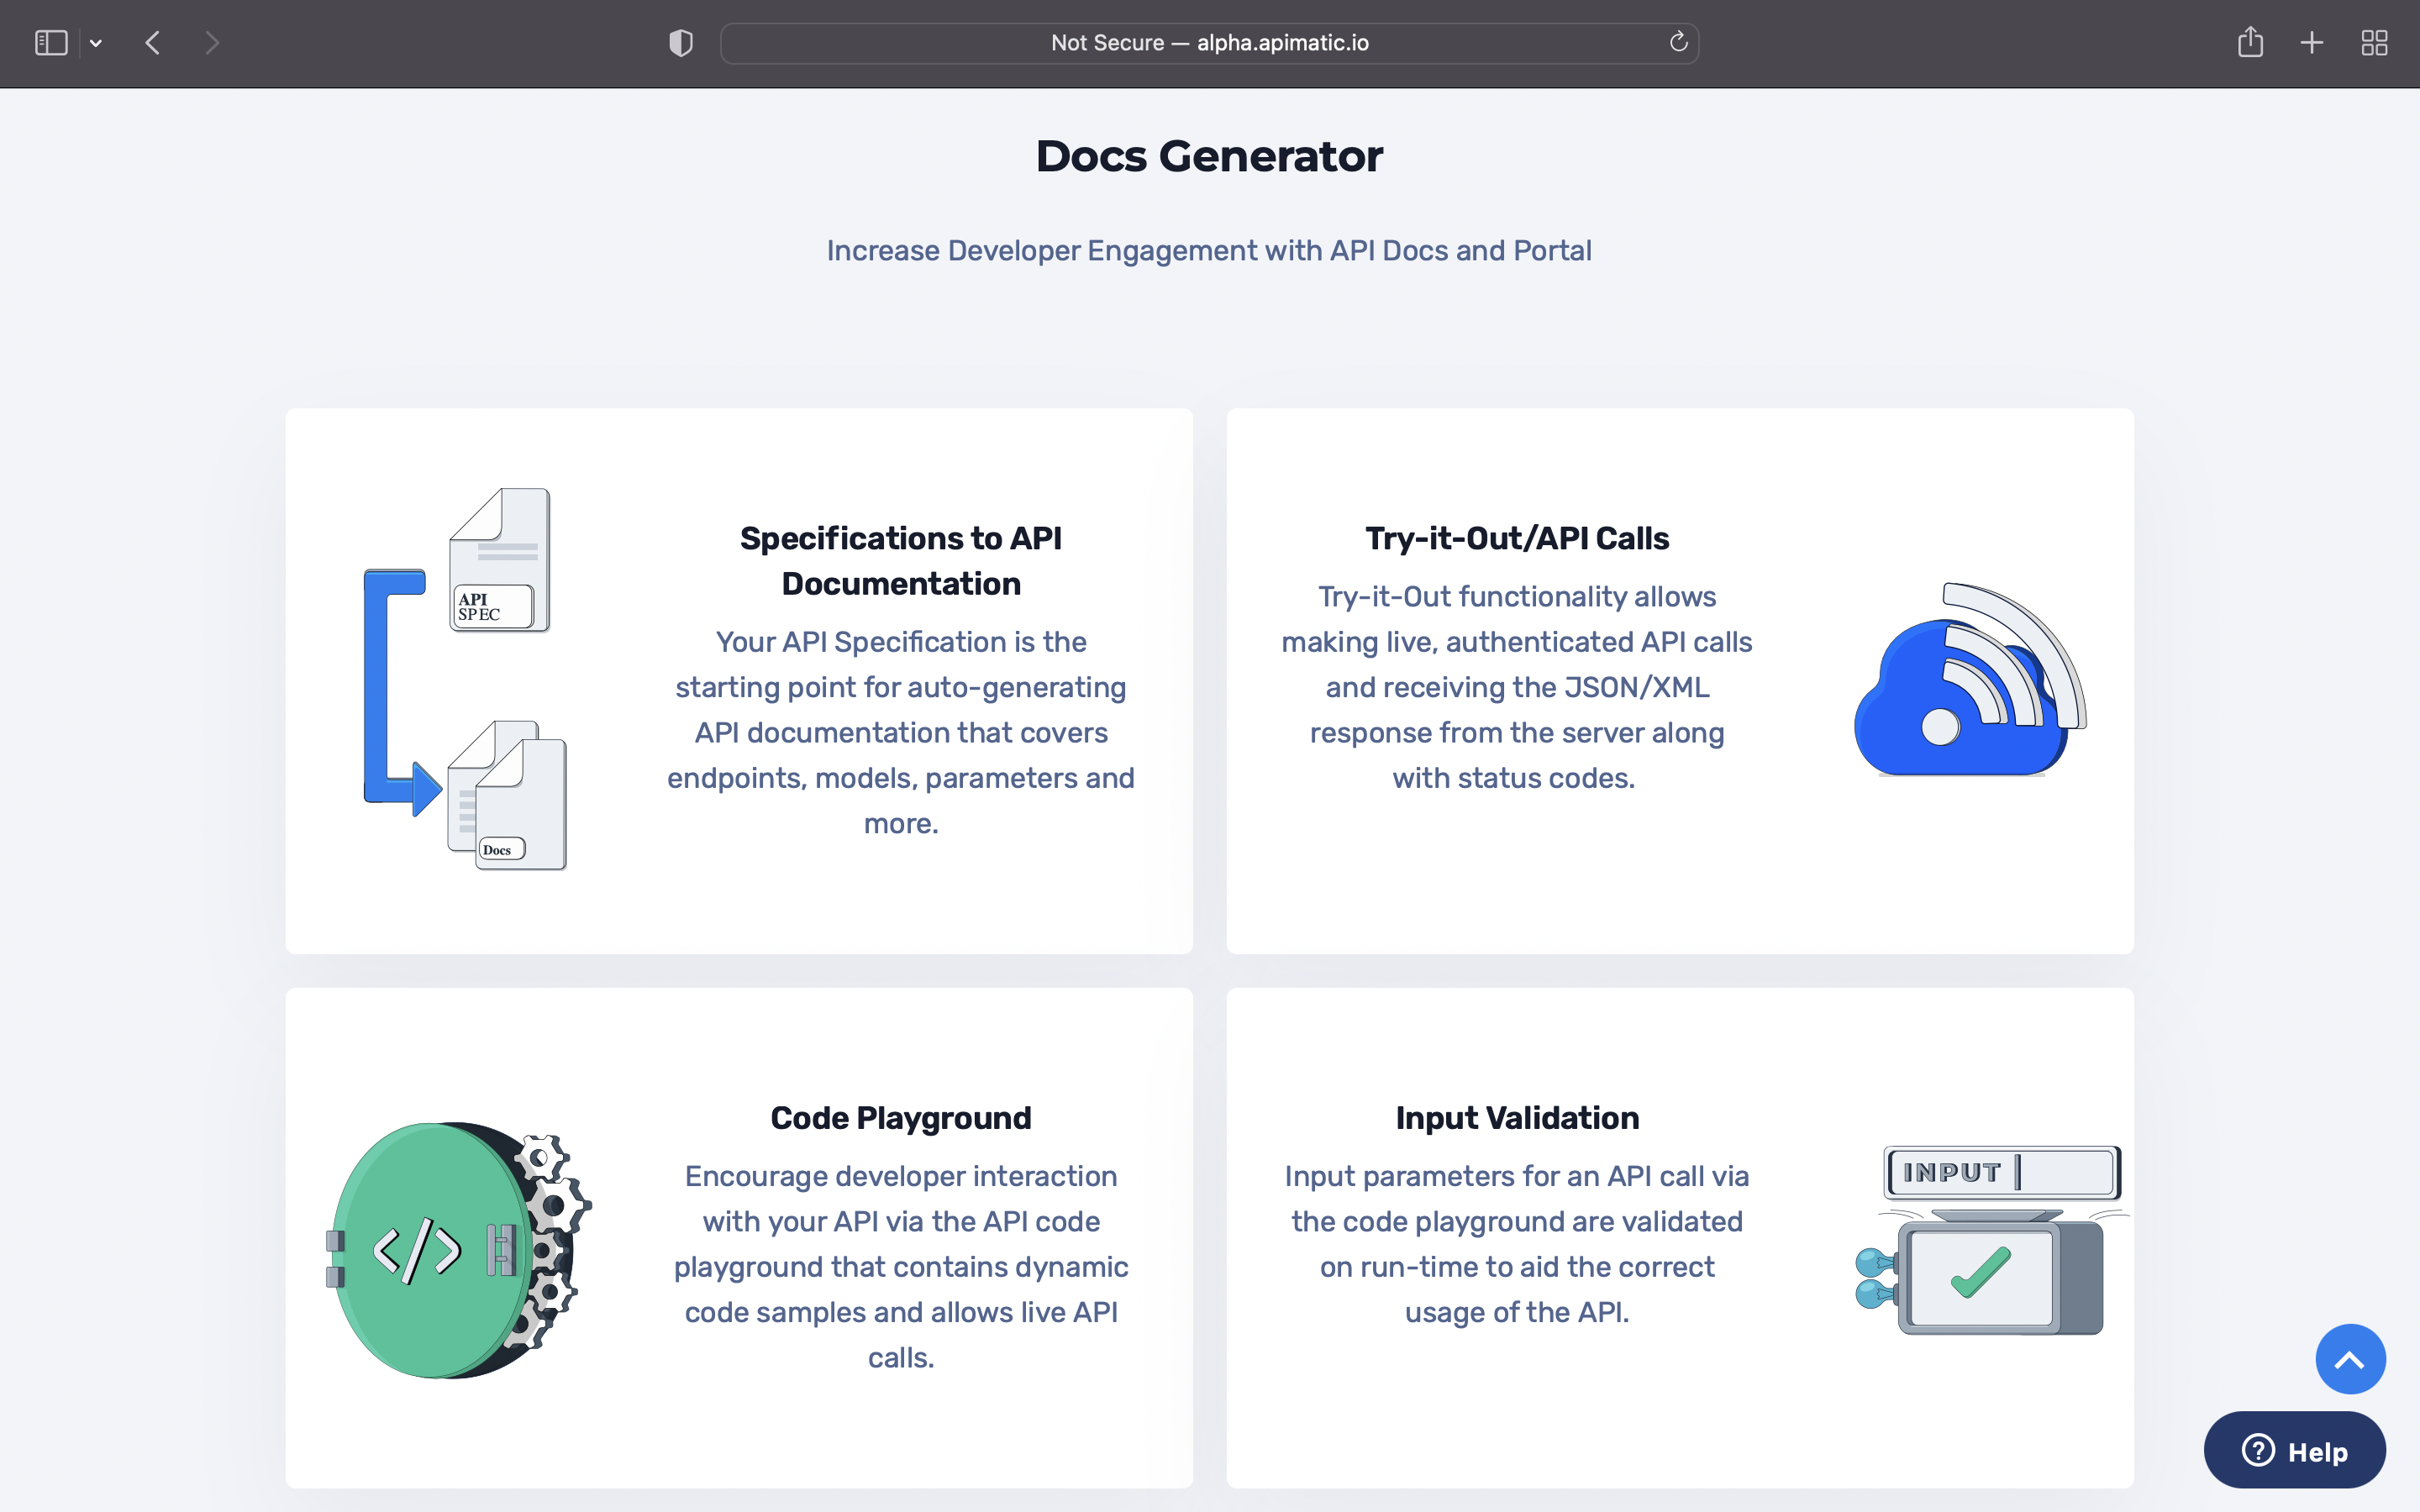 Not Secure — alpha.apimatic.io
Docs Generator
Increase Developer Engagement with API Docs and Portal
API
SPEC
Docs
Specifications to API
Documentation
Your API Specification is the
starting point for auto-generating
API documentation that covers
endpoints, models, parameters and
more.
Try-it-Out/API Calls
Try-it-Out functionality allows
making live, authenticated API calls
and receiving the JSON/XML
response from the server along
with status codes.
</>
Code Playground
Encourage developer interaction
with your API via the API code
playground that contains dynamic
code samples and allows live API
calls.
Input Validation
Input parameters for an API call via
the code playground are validated
on run-time to aid the correct
usage of the API.
INPUT
? Help